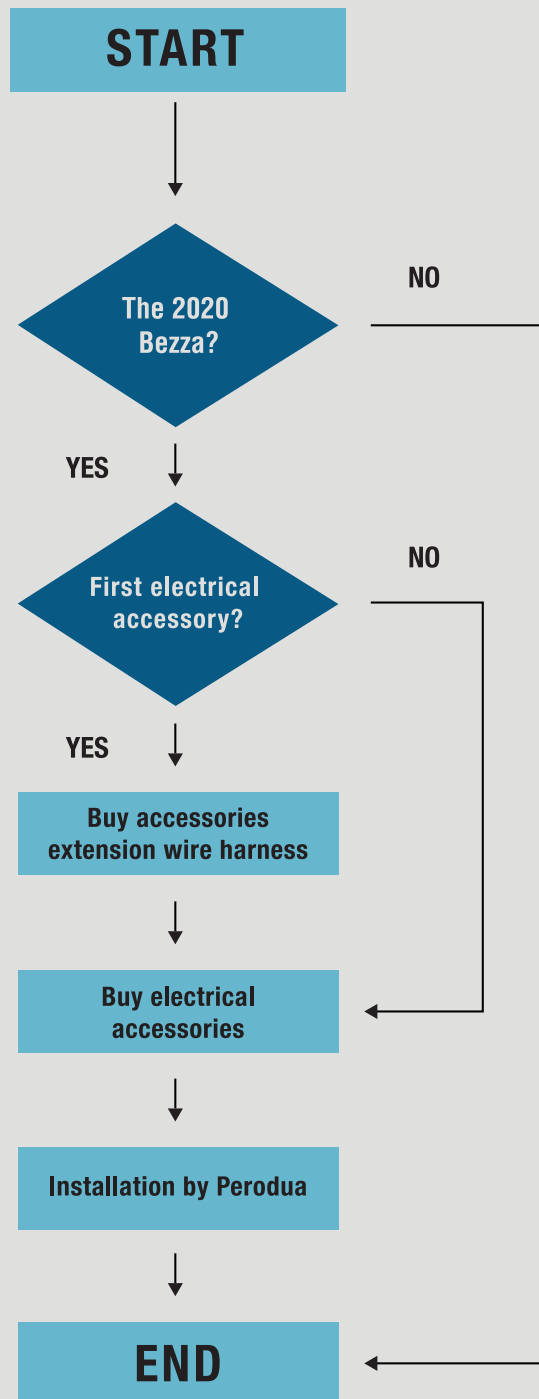 START
The 2020
Bezza?
NO
YES
First electrical
accessory?
NO
YES
Buy accessories
extension wire harness
Buy electrical
accessories
Installation by Perodua
END